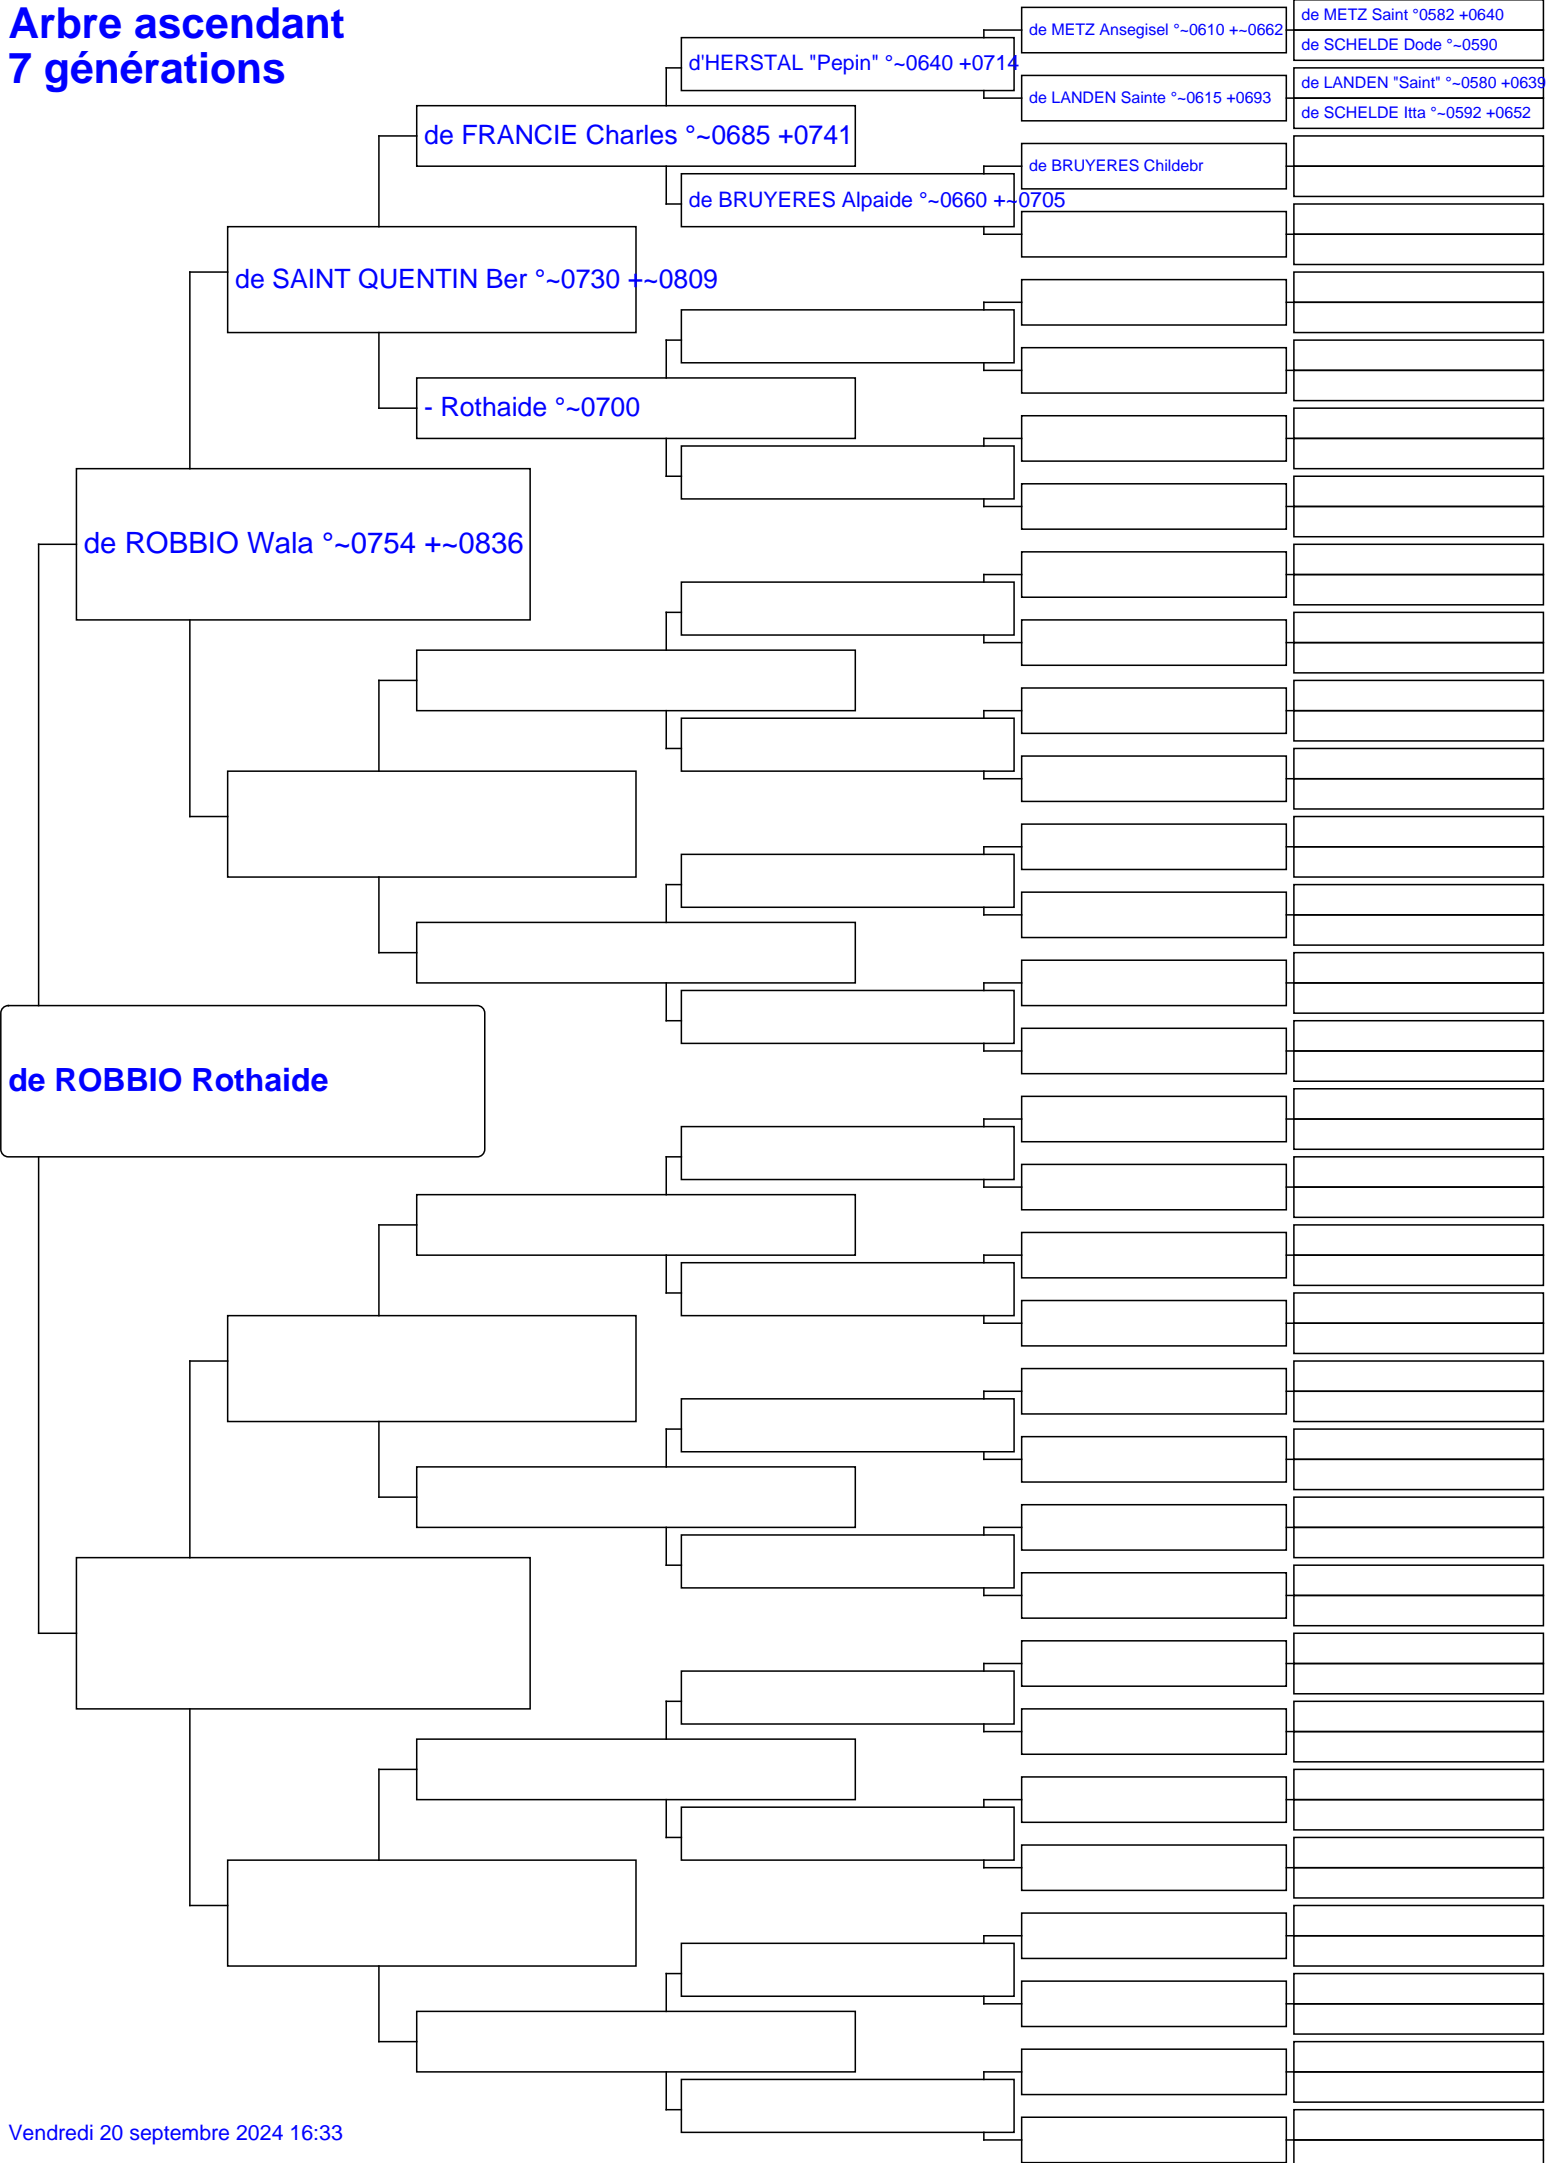 Arbre ascendant
7 générations
de METZ Saint °0582 +0640
de METZ Ansegisel °~0610 +~0662
de SCHELDE Dode °~0590
d'HERSTAL "Pepin" °~0640 +0714
de LANDEN "Saint" °~0580 +0639
de LANDEN Sainte °~0615 +0693
de SCHELDE Itta °~0592 +0652
de FRANCIE Charles °~0685 +0741
de BRUYERES Childebr
de BRUYERES Alpaide °~0660 +~0705
de SAINT QUENTIN Ber °~0730 +~0809
- Rothaide °~0700
de ROBBIO Wala °~0754 +~0836
de ROBBIO Rothaide
Vendredi 20 septembre 2024 16:33